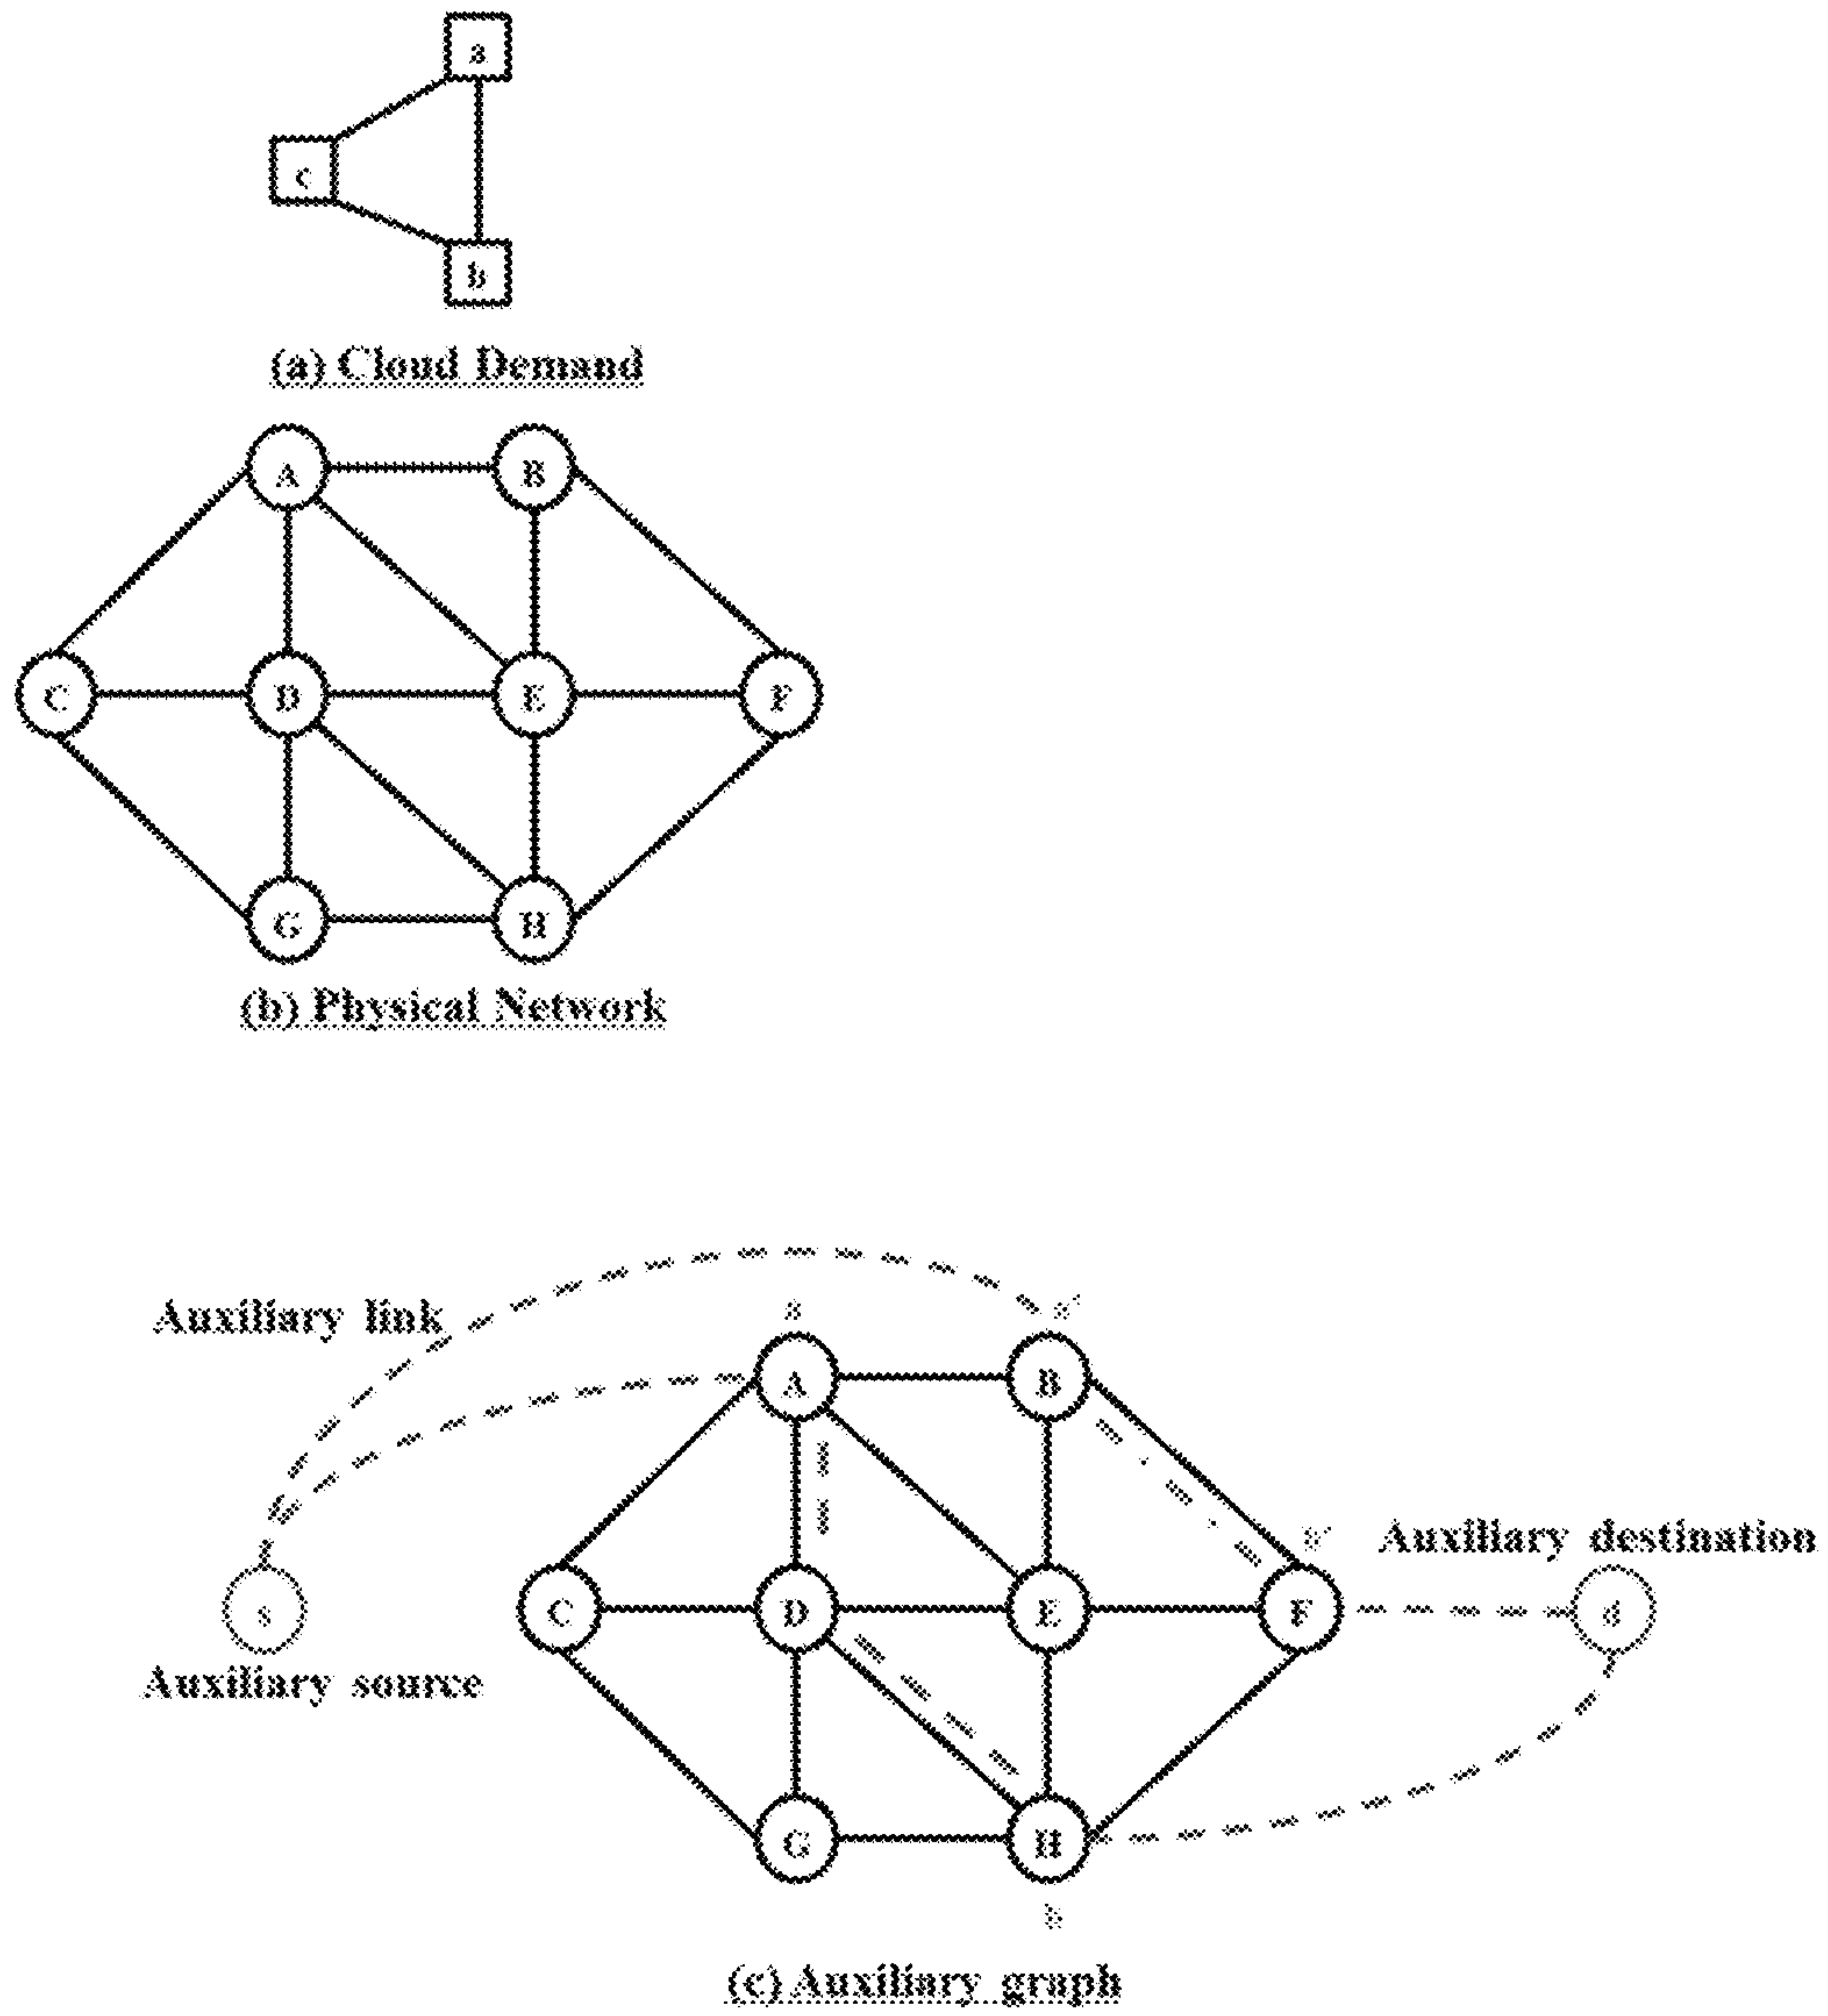 a
c
b
(a) Cloud Demand
A B
C D E F
G H
(b) Physical Network
Auxiliary link
a a'
A B
b' Auxiliary destination
s C D E F d
Auxiliary source
G H
b
(c) Auxiliary graph